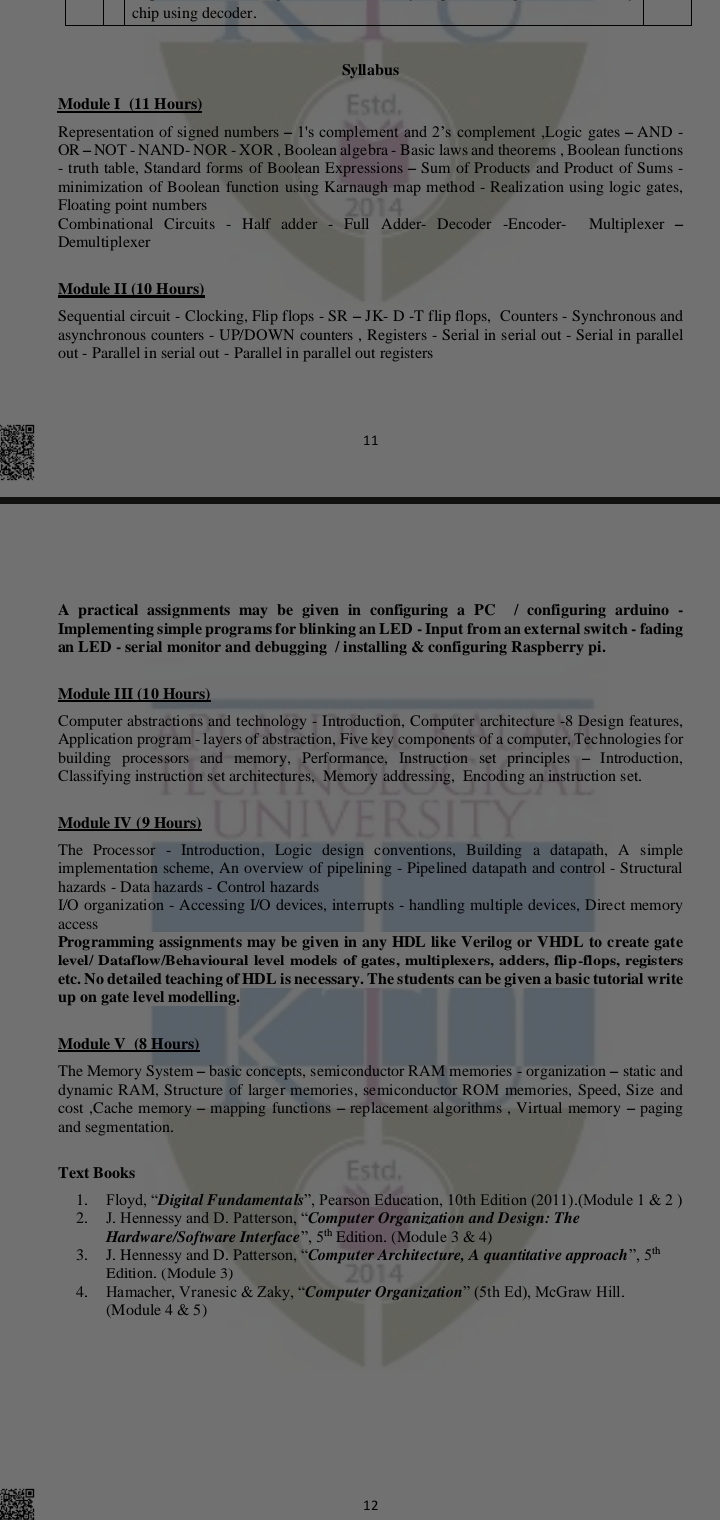 chip using decoder.
Syllabus
Module I (11 Hours)
Representation of signed numbers – 1's complement and 2's complement ,Logic gates – AND -
OR – NOT - NAND- NOR - XOR , Boolean algebra - Basic laws and theorems , Boolean functions
- truth table, Standard forms of Boolean Expressions – Sum of Products and Product of Sums -
minimization of Boolean function using Karnaugh map method - Realization using logic gates,
Floating point numbers
Combinational Circuits - Half adder - Full Adder- Decoder -Encoder- Multiplexer –
Demultiplexer
Module II (10 Hours)
Sequential circuit - Clocking, Flip flops - SR – JK- D -T flip flops, Counters - Synchronous and
asynchronous counters - UP/DOWN counters , Registers - Serial in serial out - Serial in parallel
out - Parallel in serial out - Parallel in parallel out registers
Estd.
2014
11
A practical assignments may be given in configuring a PC / configuring arduino -
Implementing simple programs for blinking an LED - Input from an external switch - fading
an LED - serial monitor and debugging / installing & configuring Raspberry pi.
Module III (10 Hours)
Computer abstractions and technology - Introduction, Computer architecture -8 Design features,
Application program - layers of abstraction, Five key components of a computer, Technologies for
building processors and memory, Performance, Instruction set principles – Introduction,
Classifying instruction set architectures, Memory addressing, Encoding an instruction set.
TECHNOLOGICAL
UNIVERSITY
Module IV (9 Hours)
The Processor - Introduction, Logic design conventions, Building a datapath, A simple
implementation scheme, An overview of pipelining - Pipelined datapath and control - Structural
hazards - Data hazards - Control hazards
I/O organization - Accessing I/O devices, interrupts - handling multiple devices, Direct memory
access
Programming assignments may be given in any HDL like Verilog or VHDL to create gate
level/ Dataflow/Behavioural level models of gates, multiplexers, adders, flip-flops, registers
etc. No detailed teaching of HDL is necessary. The students can be given a basic tutorial write
up on gate level modelling.
Module V (8 Hours)
The Memory System – basic concepts, semiconductor RAM memories - organization – static and
dynamic RAM, Structure of larger memories, semiconductor ROM memories, Speed, Size and
cost ,Cache memory – mapping functions – replacement algorithms , Virtual memory – paging
and segmentation.
KTU
Text Books
1. Floyd, “Digital Fundamentals”, Pearson Education, 10th Edition (2011).(Module 1 & 2 )
2. J. Hennessy and D. Patterson, “Computer Organization and Design: The
Hardware/Software Interface”, 5th Edition. (Module 3 & 4)
3. J. Hennessy and D. Patterson, “Computer Architecture, A quantitative approach”, 5th
Edition. (Module 3)
4. Hamacher, Vranesic & Zaky, “Computer Organization” (5th Ed), McGraw Hill.
(Module 4 & 5)
Estd.
2014
12